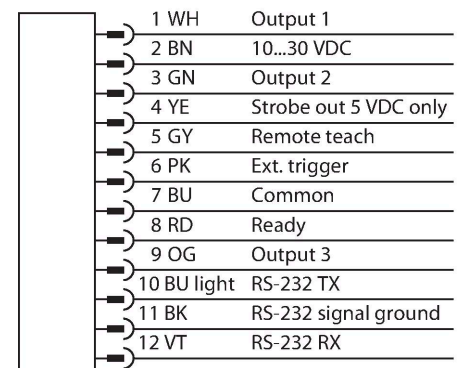 1 WH Output 1
2 BN 10...30 VDC
3 GN Output 2
4 YE Strobe out 5 VDC only
5 GY Remote teach
6 PK Ext. trigger
7 BU Common
8 RD Ready
9 OG Output 3
10 BU light RS-232 TX
11 BK RS-232 signal ground
12 VT RS-232 RX